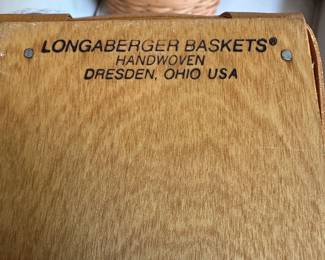 LONGABERGER BASKETS®
HANDWOVEN
DRESDEN, OHIO USA